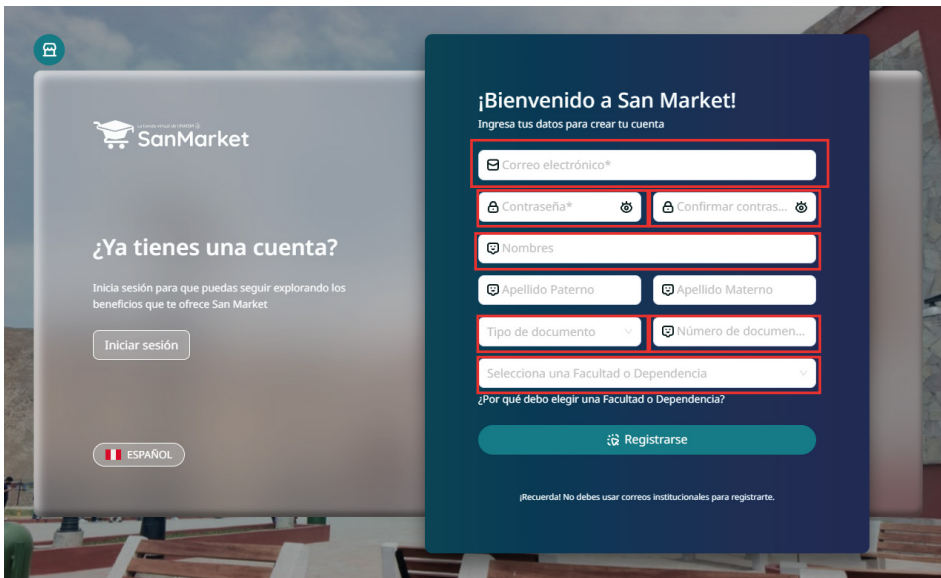 SanMarket
¿Ya tienes una cuenta?
Inicia sesión para que puedas seguir explorando los
beneficios que te ofrece San Market
Iniciar sesión
ESPAÑOL
¡Bienvenido a San Market!
Ingresa tus datos para crear tu cuenta
Correo electrónico*
Contraseña*
Confirmar contras...
Nombres
Apellido Paterno
Apellido Materno
Tipo de documento
Número de documen...
Selecciona una Facultad o Dependencia
¿Por qué debo elegir una Facultad o Dependencia?
Registrarse
¡Recuerda! No debes usar correos institucionales para registrarte.